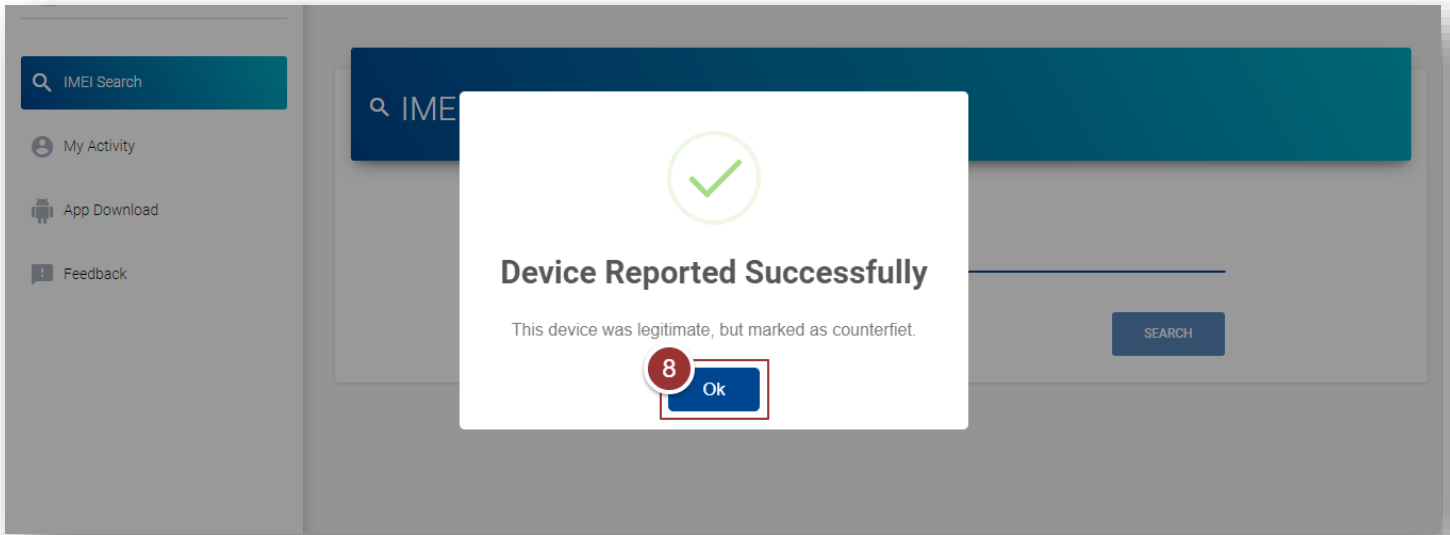 IMEI Search
My Activity
App Download
Feedback
IME
Device Reported Successfully
This device was legitimate, but marked as counterfiet.
8
Ok
SEARCH